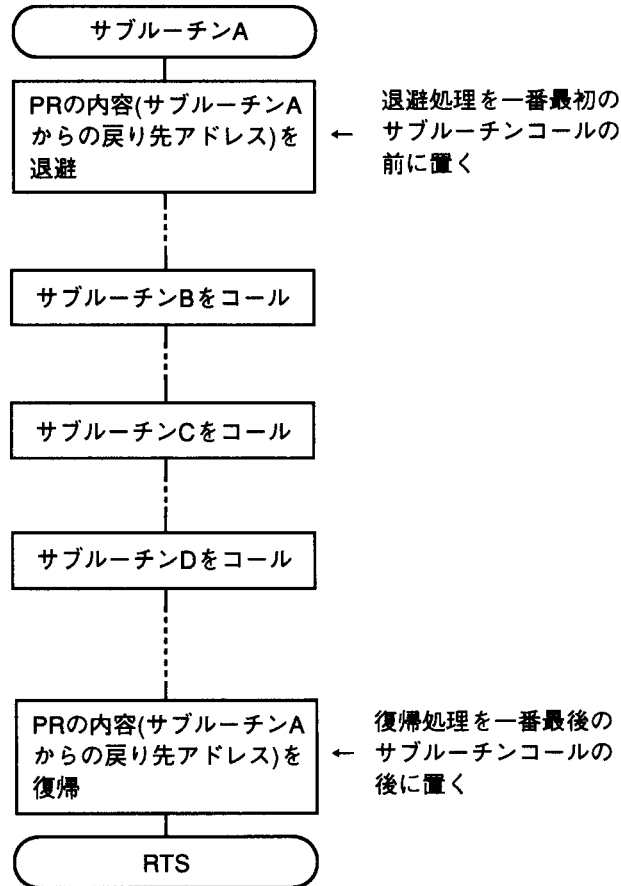 サブルーチンA
PRの内容(サブルーチンA
からの戻り先アドレス)を
退避
← 退避処理を一番最初の
サブルーチンコールの
前に置く
サブルーチンBをコール
サブルーチンCをコール
サブルーチンDをコール
PRの内容(サブルーチンA
からの戻り先アドレス)を
復帰
復帰処理を一番最後の
← サブルーチンコールの
後に置く
RTS